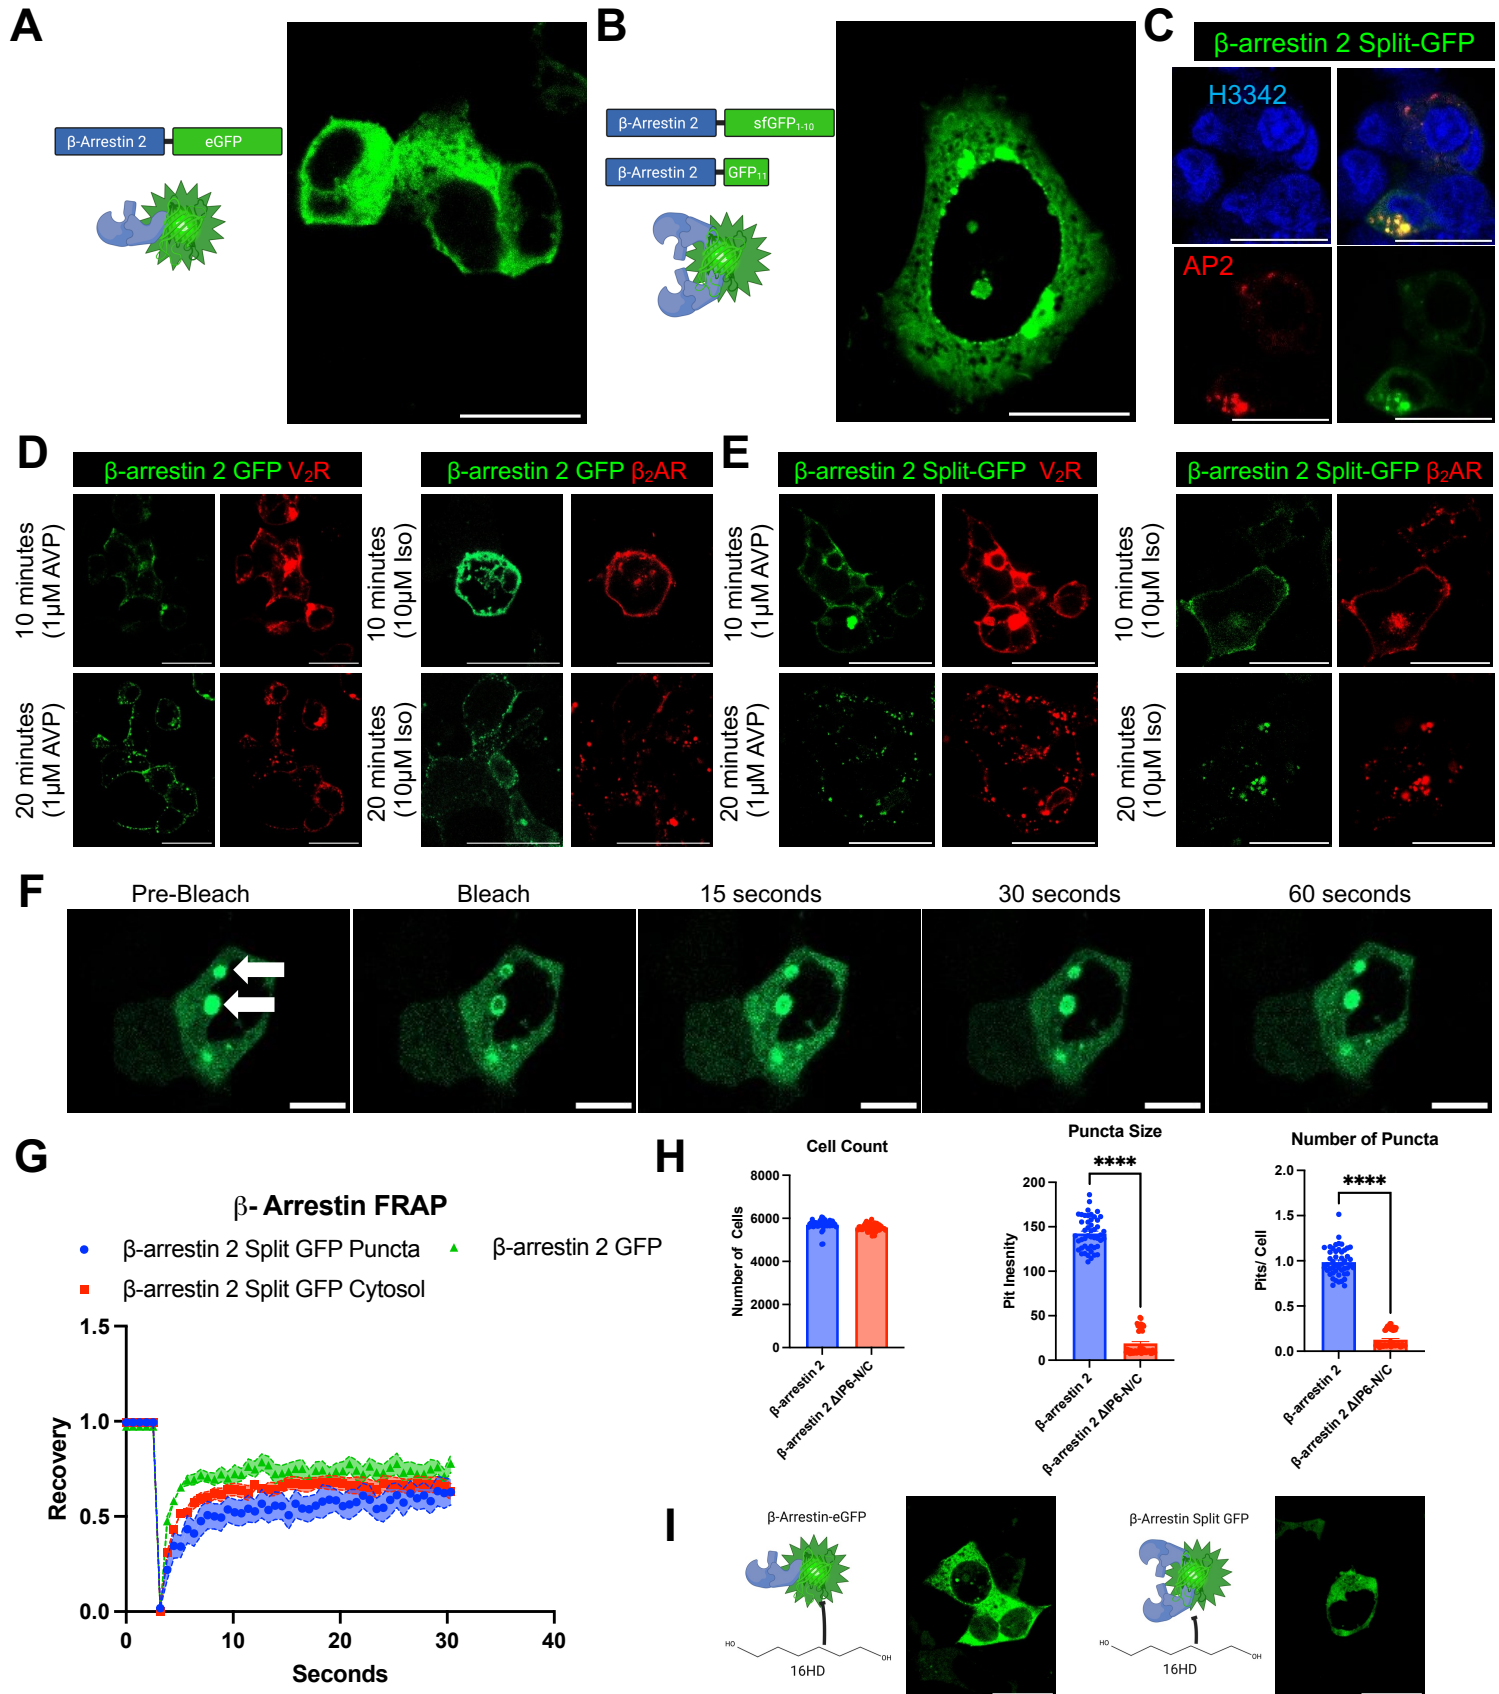 A
β-Arrestin 2
eGFP
B
β-Arrestin 2
sfGFP₁₋₁₀
β-Arrestin 2
GFP₁₁
C
β-arrestin 2 Split-GFP
H3342
AP2
D
β-arrestin 2 GFP V₂R
β-arrestin 2 GFP β₂AR
10 minutes
(1µM AVP)
10 minutes
(10µM Iso)
20 minutes
(1µM AVP)
20 minutes
(10µM Iso)
E
β-arrestin 2 Split-GFP V₂R
β-arrestin 2 Split-GFP β₂AR
10 minutes
(1µM AVP)
10 minutes
(10µM Iso)
20 minutes
(1µM AVP)
20 minutes
(10µM Iso)
F
Pre-Bleach
Bleach
15 seconds
30 seconds
60 seconds
G
β- Arrestin FRAP
β-arrestin 2 Split GFP Puncta
β-arrestin 2 GFP
β-arrestin 2 Split GFP Cytosol
Recovery
1.5
1.0
0.5
0.0
0
10
20
30
40
Seconds
H
Cell Count
Number of Cells
8000
6000
4000
2000
0
β-arrestin 2
β-arrestin 2 ΔIP6-N/C
Puncta Size
****
Pit Inesnity
200
150
100
50
0
β-arrestin 2
β-arrestin 2 ΔIP6-N/C
Number of Puncta
****
Pits/ Cell
2.0
1.5
1.0
0.5
0.0
β-arrestin 2
β-arrestin 2 ΔIP6-N/C
I
β-Arrestin-eGFP
HO
OH
16HD
β-Arrestin Split GFP
HO
OH
16HD